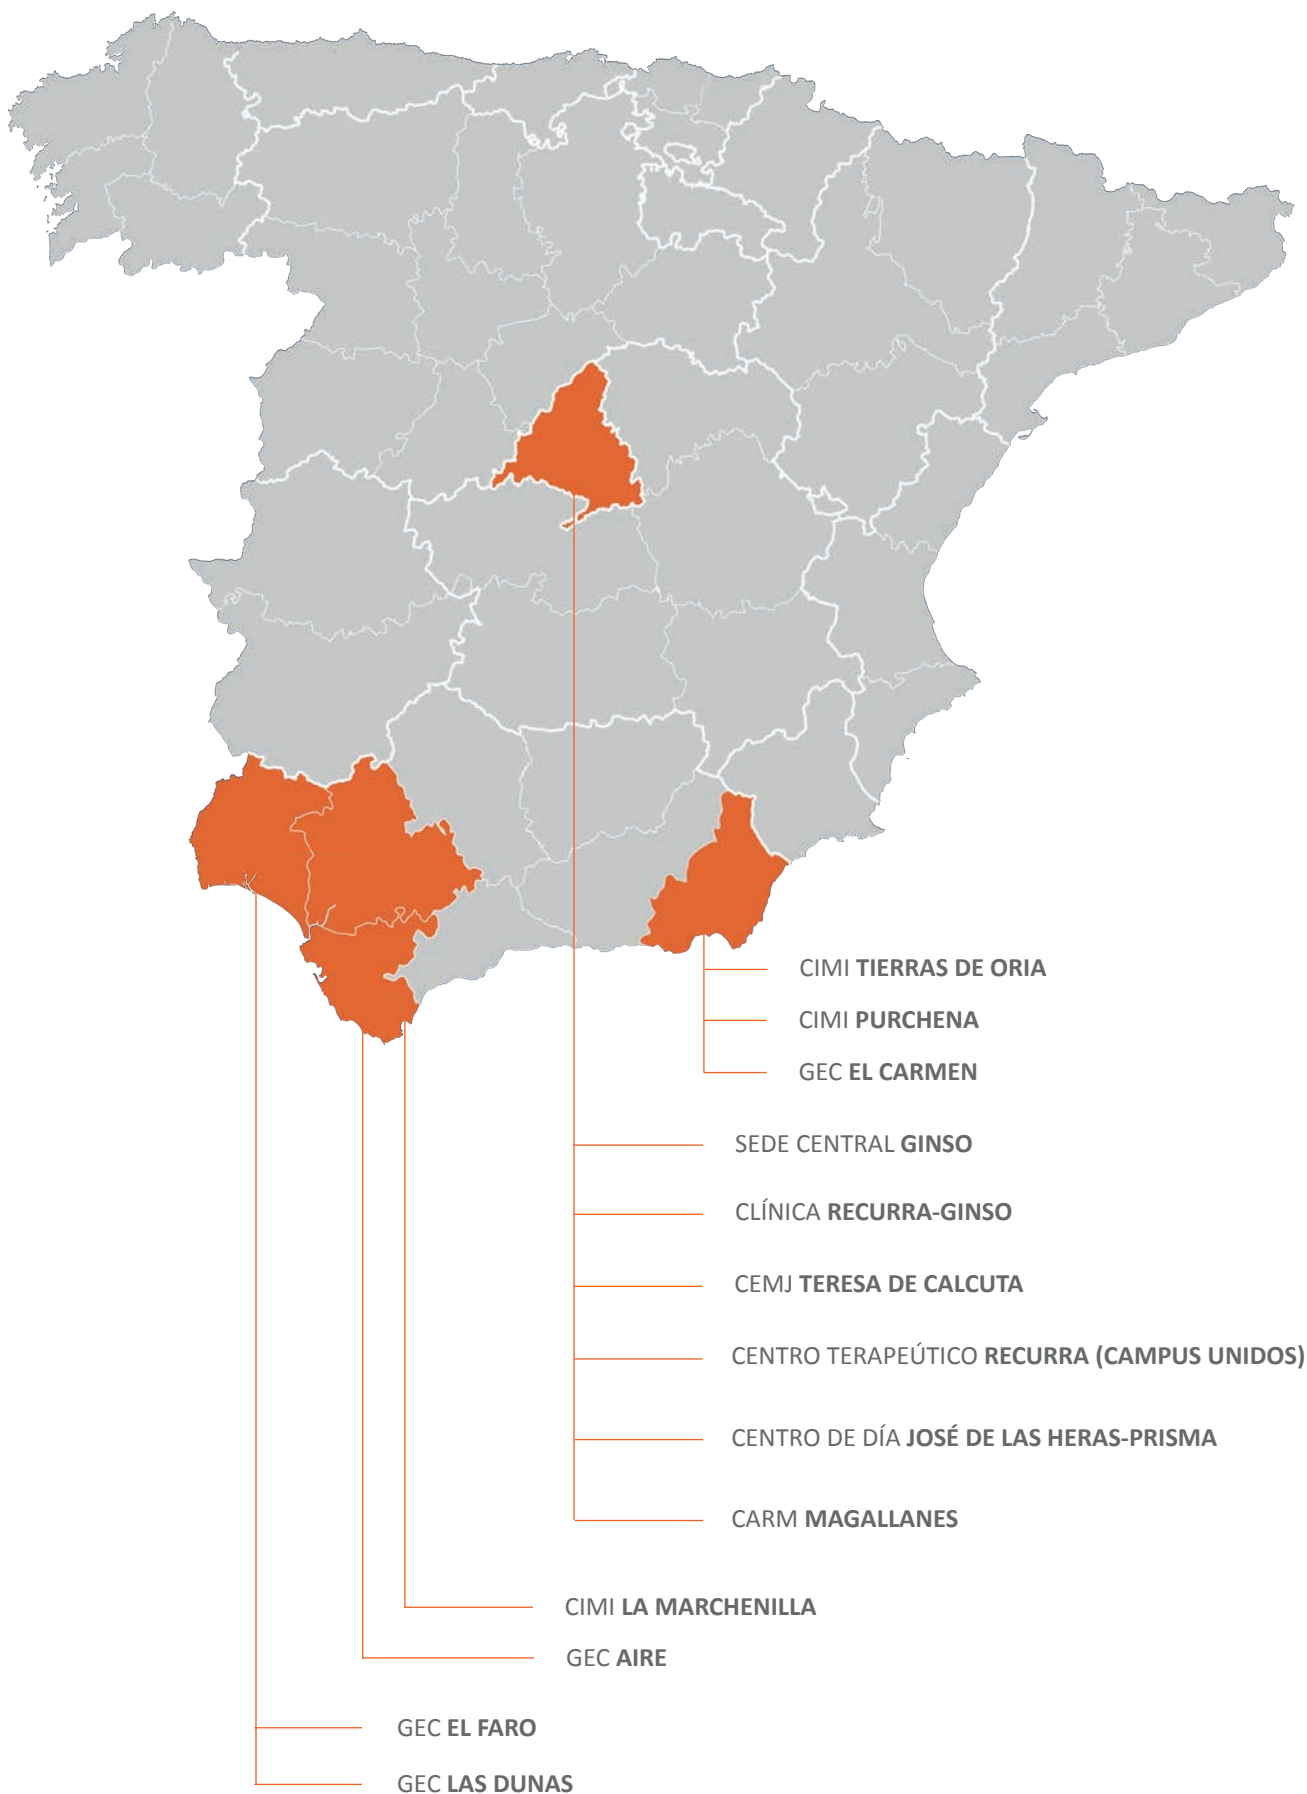 CIMI TIERRAS DE ORIA
CIMI PURCHENA
GEC EL CARMEN
SEDE CENTRAL GINSO
CLÍNICA RECURRA-GINSO
CEMJ TERESA DE CALCUTA
CENTRO TERAPEÚTICO RECURRA (CAMPUS UNIDOS)
CENTRO DE DÍA JOSÉ DE LAS HERAS-PRISMA
CARM MAGALLANES
CIMI LA MARCHENILLA
GEC AIRE
GEC EL FARO
GEC LAS DUNAS